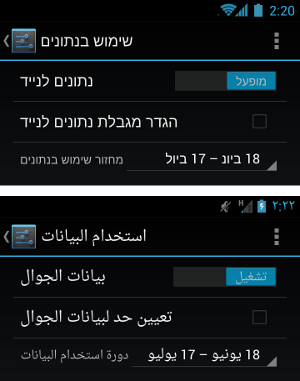 2:20
שימוש בנתונים
נתונים לנייד
מופעל
הגדר מגבלת נתונים לנייד
מחזור שימוש בנתונים
18 ביונ – 17 ביול
H
٢:٢٢
استخدام البيانات
بيانات الجوال
تشغيل
تعيين حد لبيانات الجوال
دورة استخدام البيانات
18 يونيو – 17 يوليو